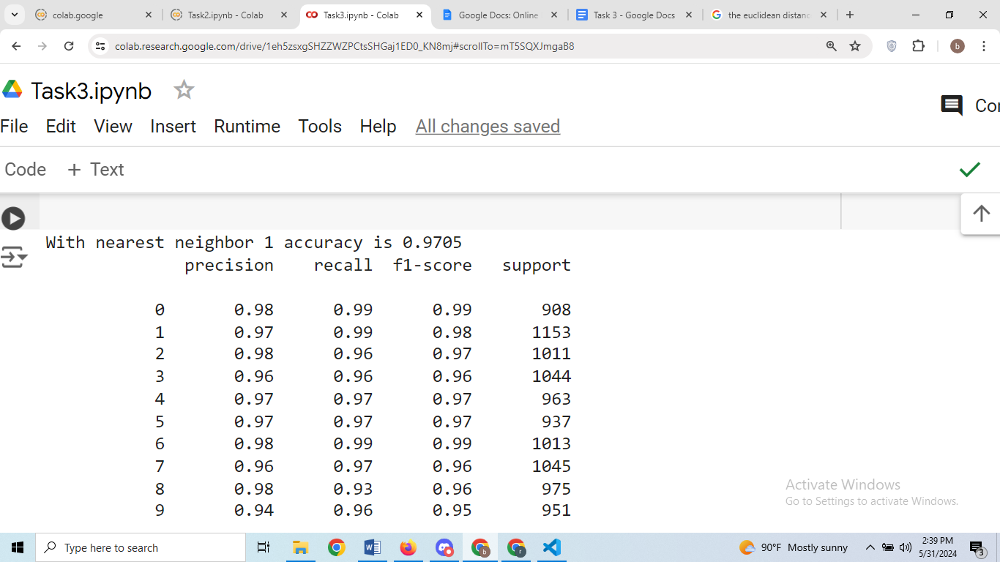 colab.google
Task2.ipynb - Colab
Task3.ipynb - Colab
Google Docs: Online
Task 3 - Google Docs
the euclidean distanc
colab.research.google.com/drive/1eh5zsxgSHZZWZPCtsSHGaj1ED0_KN8mj#scrollTo=mT5SQXJmgaB8
b
Task3.ipynb
Cor
File Edit View Insert Runtime Tools Help All changes saved
Code + Text
With nearest neighbor 1 accuracy is 0.9705
precision recall f1-score support
0 0.98 0.99 0.99 908
1 0.97 0.99 0.98 1153
2 0.98 0.96 0.97 1011
3 0.96 0.96 0.96 1044
4 0.97 0.97 0.97 963
5 0.97 0.97 0.97 937
6 0.98 0.99 0.99 1013
7 0.96 0.97 0.96 1045
8 0.98 0.93 0.96 975
9 0.94 0.96 0.95 951
Activate Windows
Go to Settings to activate Windows.
Type here to search
90°F Mostly sunny
2:39 PM
5/31/2024
3